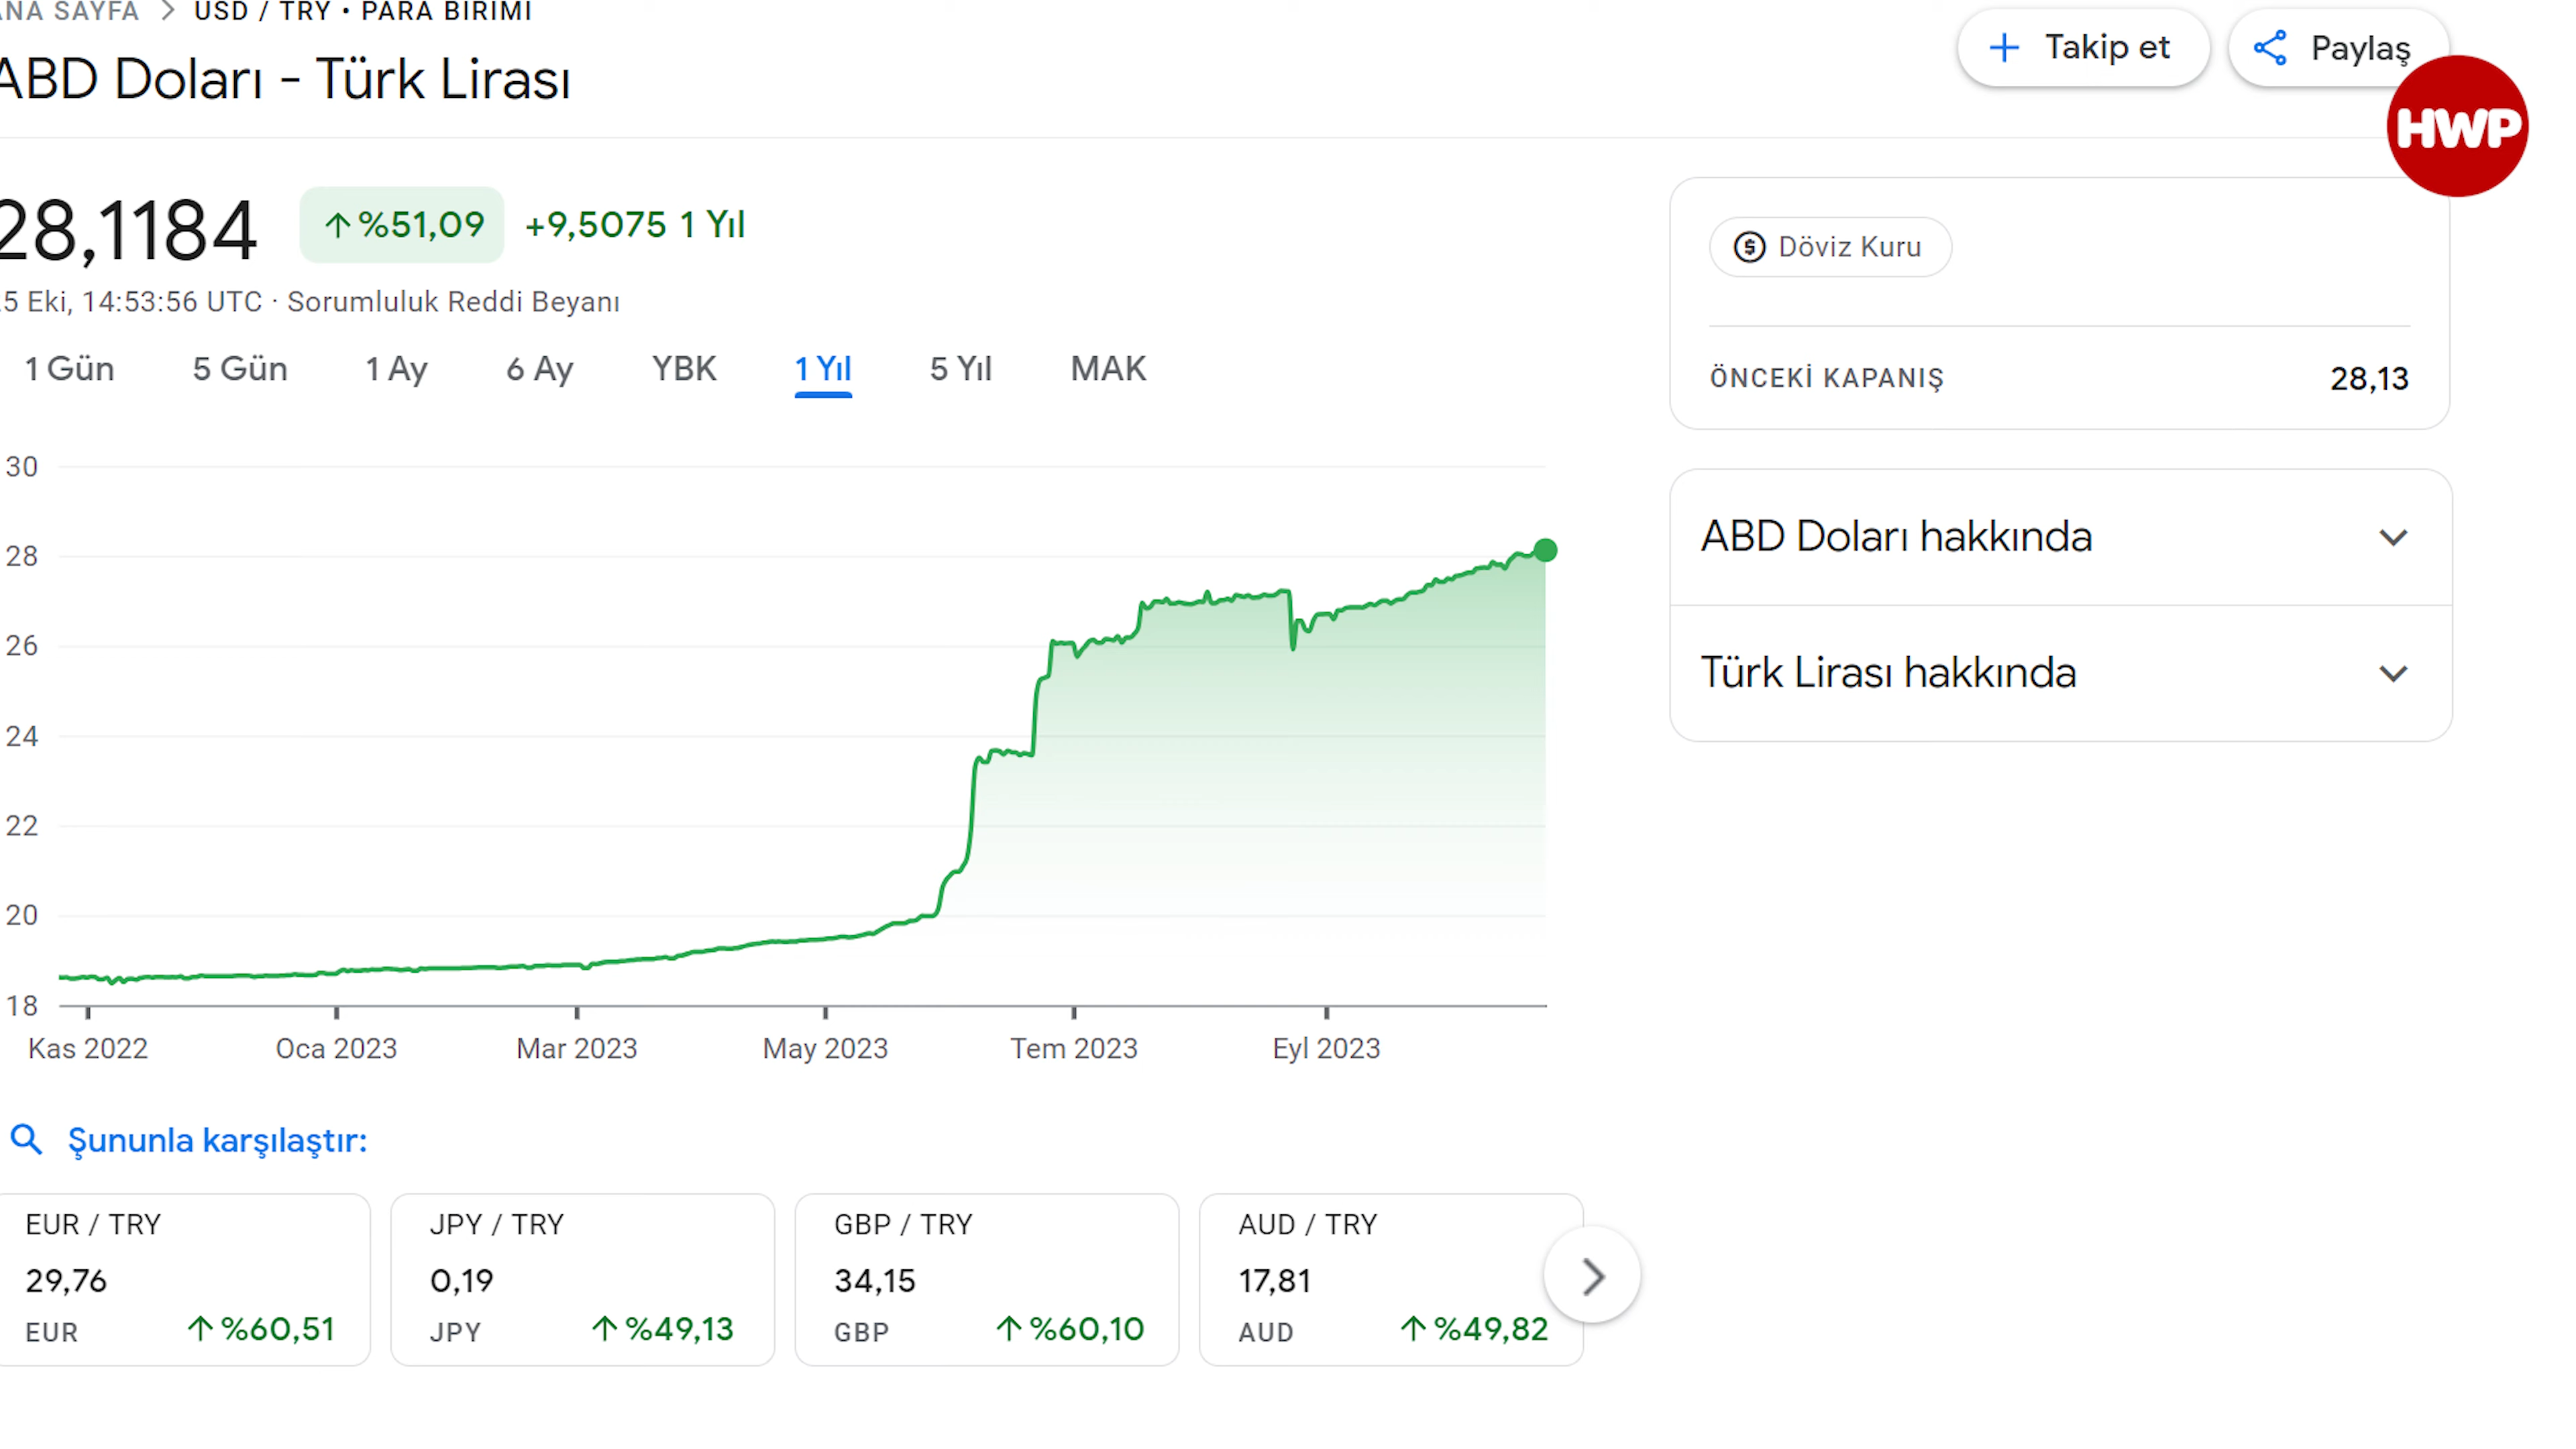 ANA SAYFA > USD / TRY • PARA BIRIMI
ABD Doları - Türk Lirası
Takip et
Paylaş
HWP
28,1184 ↑%51,09 +9,5075 1 Yıl
5 Eki, 14:53:56 UTC · Sorumluluk Reddi Beyanı
1 Gün 5 Gün 1 Ay 6 Ay YBK 1 Yıl 5 Yıl MAK
Döviz Kuru
ÖNCEKİ KAPANIŞ 28,13
ABD Doları hakkında
Türk Lirası hakkında
30
28
26
24
22
20
18
Kas 2022 Oca 2023 Mar 2023 May 2023 Tem 2023 Eyl 2023
Şununla karşılaştır:
EUR / TRY
29,76
EUR ↑%60,51
JPY / TRY
0,19
JPY ↑%49,13
GBP / TRY
34,15
GBP ↑%60,10
AUD / TRY
17,81
AUD ↑%49,82